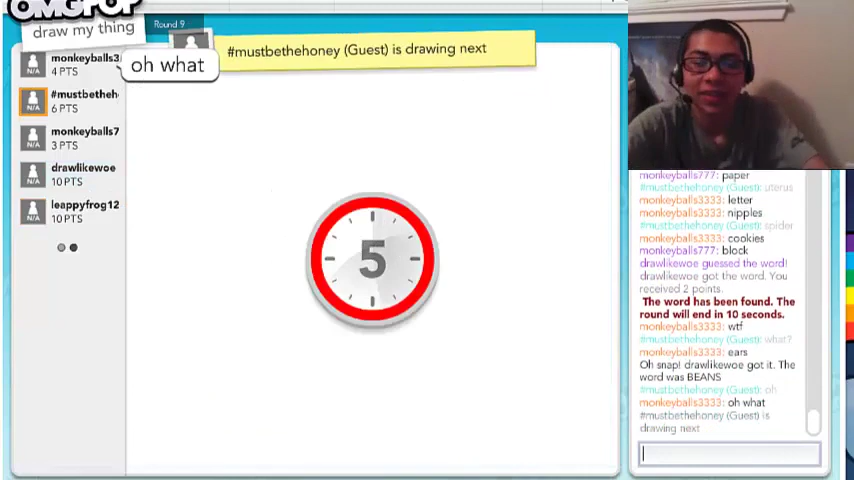 OMGPOP
draw my thing
Round 9
#mustbethehoney (Guest) is drawing next
oh what
monkeyballs3
4 PTS
N/A
#mustbetheh
6 PTS
N/A
monkeyballs7
3 PTS
N/A
drawlikewoe
10 PTS
N/A
leappyfrog12
10 PTS
N/A
5
monkeyballs777: paper
#mustbethehoney (Guest): uterus
monkeyballs3333: letter
monkeyballs3333: nipples
#mustbethehoney (Guest): spider
monkeyballs3333: cookies
monkeyballs777: block
drawlikewoe guessed the word!
drawlikewoe got the word. You
received 2 points.
The word has been found. The
round will end in 10 seconds.
monkeyballs3333: wtf
#mustbethehoney (Guest): what?
monkeyballs3333: ears
Oh snap! drawlikewoe got it. The
word was BEANS
#mustbethehoney (Guest): oh
monkeyballs3333: oh what
#mustbethehoney (Guest) is
drawing next